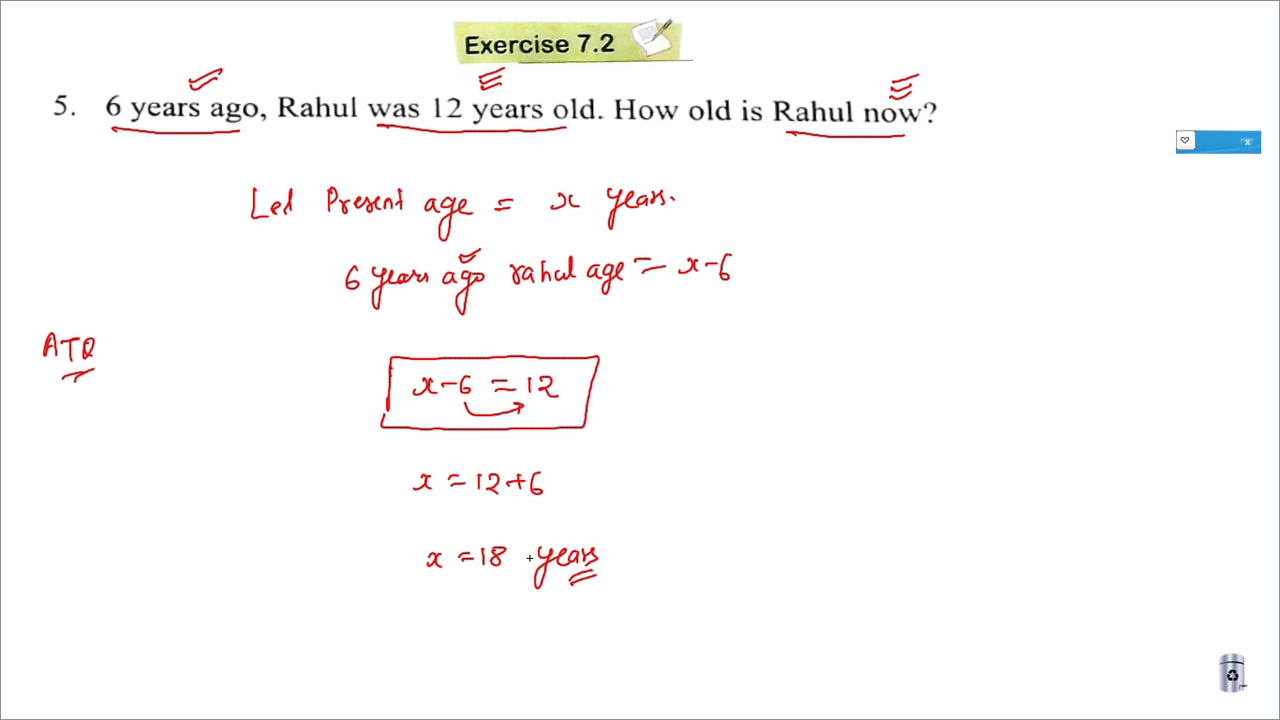 Exercise 7.2
5. 6 years ago, Rahul was 12 years old. How old is Rahul now?
Let Present age = x years.
6 years ago rahul age = x-6
ATQ
x-6 = 12
x = 12+6
x = 18 years